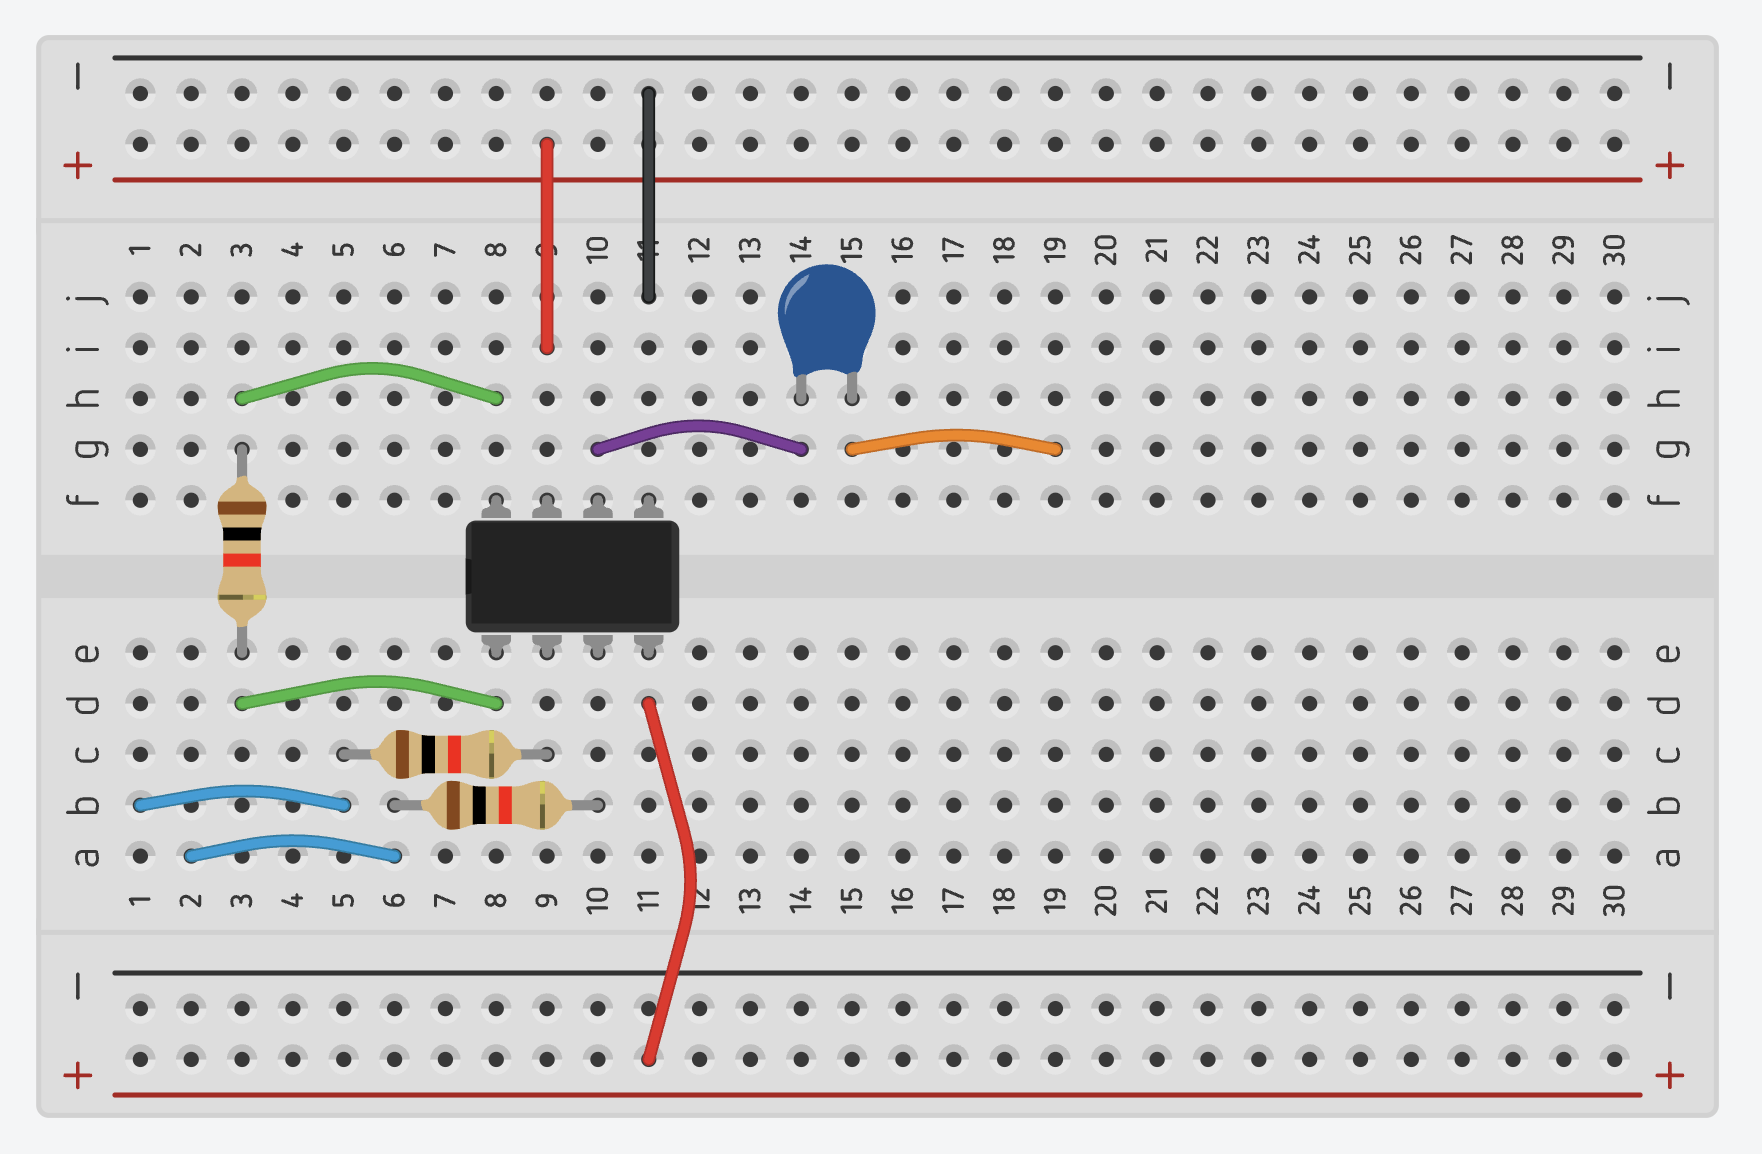 − −
+ +
1 2 3 4 5 6 7 8 9 10 11 12 13 14 15 16 17 18 19 20 21 22 23 24 25 26 27 28 29 30
j j
i i
h h
g g
f f
e e
d d
c c
b b
a a
1 2 3 4 5 6 7 8 9 10 11 12 13 14 15 16 17 18 19 20 21 22 23 24 25 26 27 28 29 30
− −
+ +